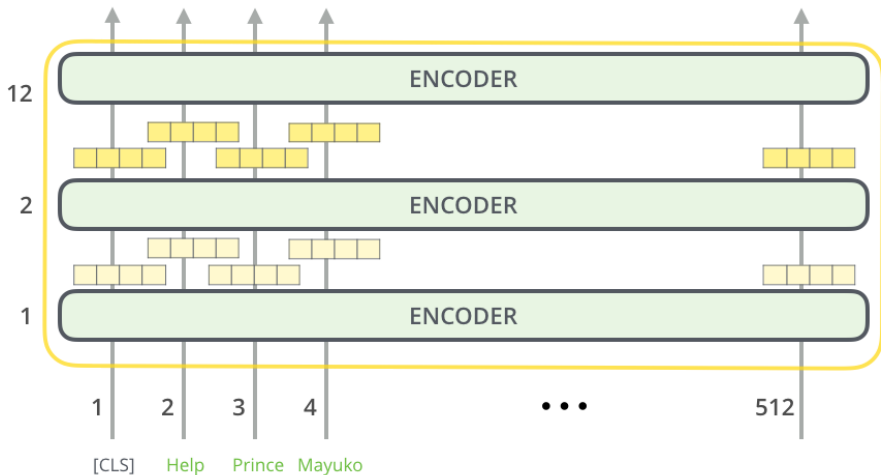 12 ENCODER
2 ENCODER
1 ENCODER
1 2 3 4 ••• 512
[CLS] Help Prince Mayuko